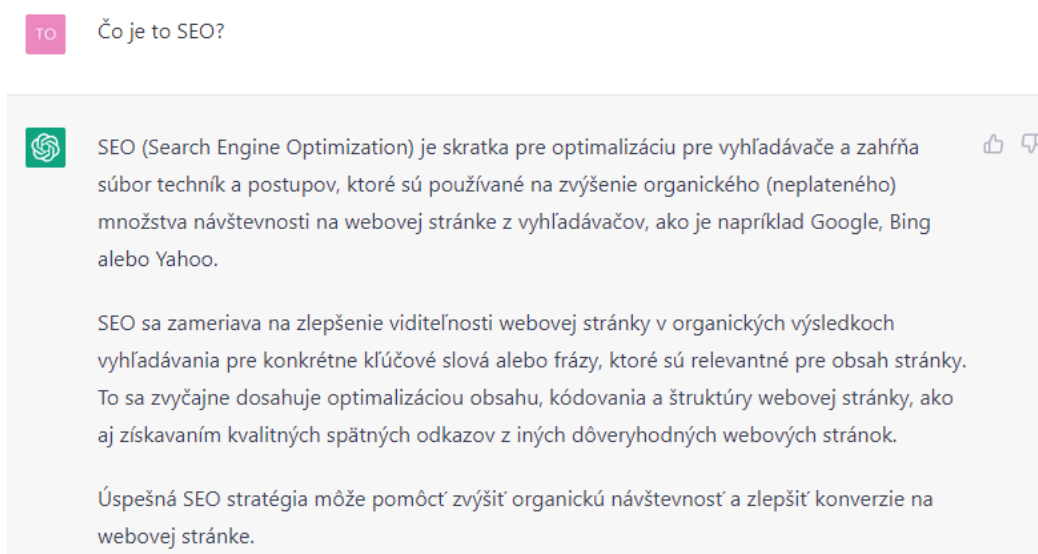 TO
Čo je to SEO?
SEO (Search Engine Optimization) je skratka pre optimalizáciu pre vyhľadávače a zahŕňa
súbor techník a postupov, ktoré sú používané na zvýšenie organického (neplateného)
množstva návštevnosti na webovej stránke z vyhľadávačov, ako je napríklad Google, Bing
alebo Yahoo.
SEO sa zameriava na zlepšenie viditeľnosti webovej stránky v organických výsledkoch
vyhľadávania pre konkrétne kľúčové slová alebo frázy, ktoré sú relevantné pre obsah stránky.
To sa zvyčajne dosahuje optimalizáciou obsahu, kódovania a štruktúry webovej stránky, ako
aj získavaním kvalitných spätných odkazov z iných dôveryhodných webových stránok.
Úspešná SEO stratégia môže pomôcť zvýšiť organickú návštevnosť a zlepšiť konverzie na
webovej stránke.